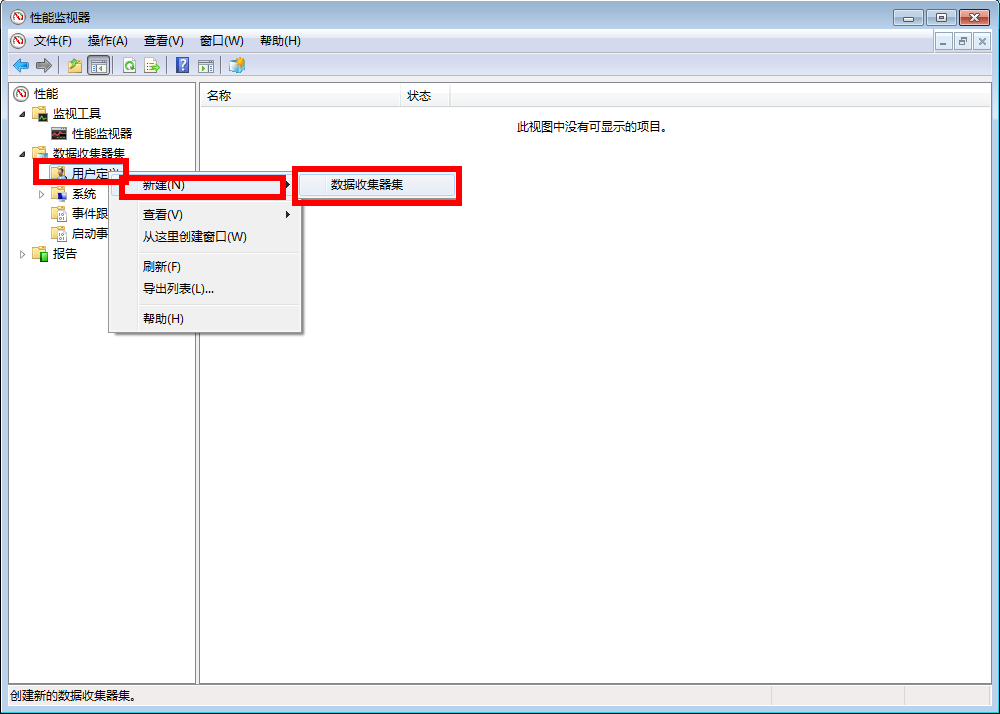 性能监视器
文件(F) 操作(A) 查看(V) 窗口(W) 帮助(H)
性能
名称 状态
监视工具
此视图中没有可显示的项目。
性能监视器
数据收集器集
用户定义
新建(N)
数据收集器集
系统
事件跟
查看(V)
启动事
从这里创建窗口(W)
报告
刷新(F)
导出列表(L)...
帮助(H)
创建新的数据收集器集。